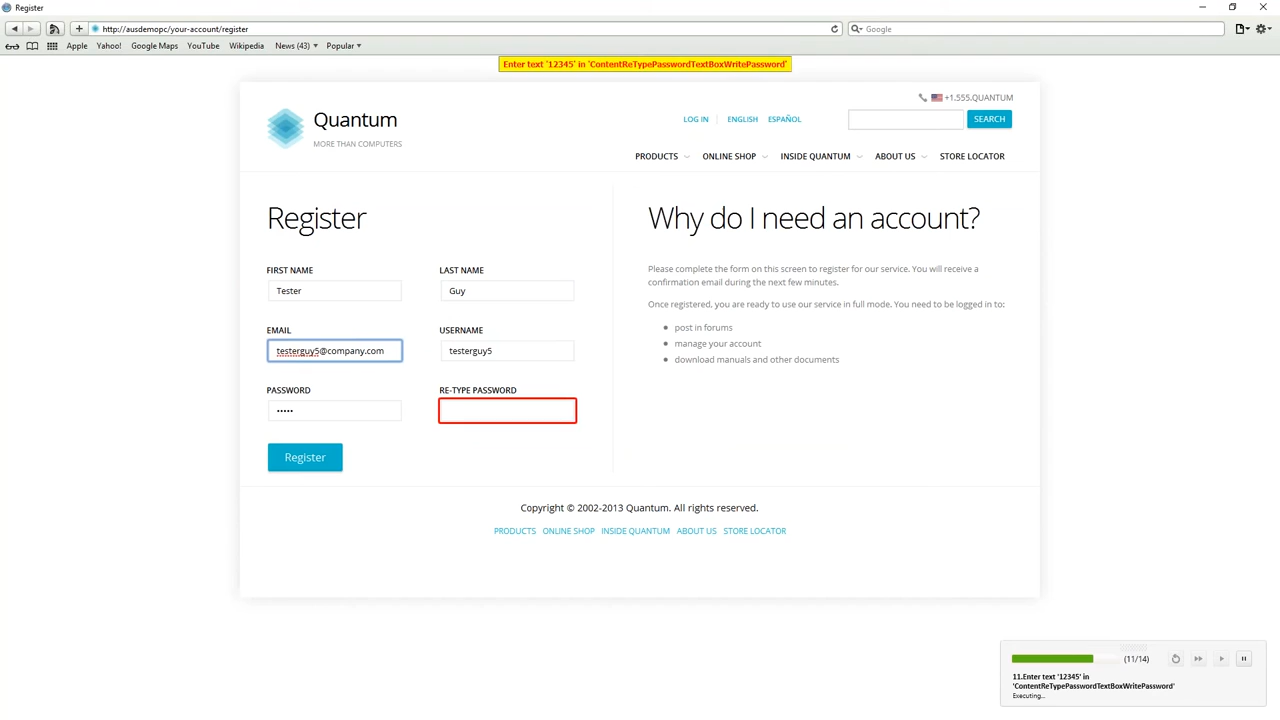 Register
http://ausdemopc/your-account/register
Google
Apple Yahoo! Google Maps YouTube Wikipedia News (43) Popular
Enter text '12345' in 'ContentReTypePasswordTextBoxWritePassword'
+1.555.QUANTUM
Quantum
MORE THAN COMPUTERS
LOG IN ENGLISH ESPAÑOL
SEARCH
PRODUCTS ONLINE SHOP INSIDE QUANTUM ABOUT US STORE LOCATOR
Register
FIRST NAME LAST NAME
Tester Guy
EMAIL USERNAME
testerguy5@company.com testerguy5
PASSWORD RE-TYPE PASSWORD
•••••
Register
Why do I need an account?
Please complete the form on this screen to register for our service. You will receive a
confirmation email during the next few minutes.
Once registered, you are ready to use our service in full mode. You need to be logged in to:
post in forums
manage your account
download manuals and other documents
Copyright © 2002-2013 Quantum. All rights reserved.
PRODUCTS ONLINE SHOP INSIDE QUANTUM ABOUT US STORE LOCATOR
(11/14)
11.Enter text '12345' in
'ContentReTypePasswordTextBoxWritePassword'
Executing...